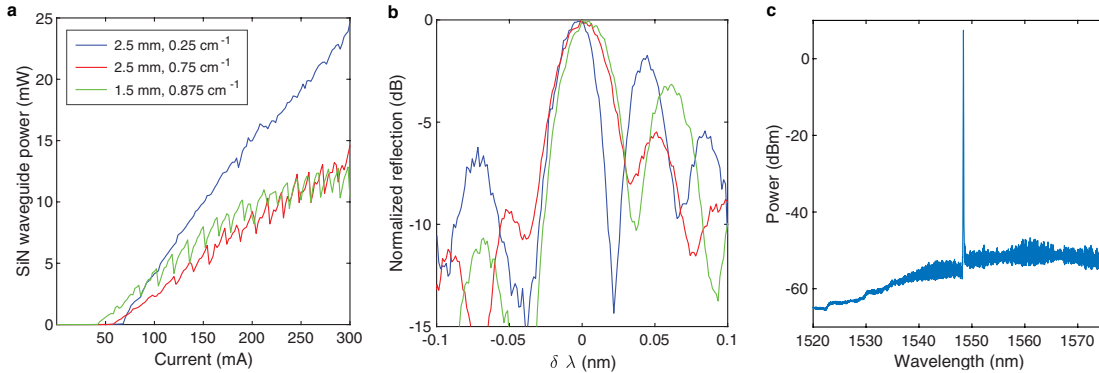 a
SiN waveguide power (mW)
25
20
15
10
5
0
2.5 mm, 0.25 cm⁻¹
2.5 mm, 0.75 cm⁻¹
1.5 mm, 0.875 cm⁻¹
50 100 150 200 250 300
Current (mA)
b
Normalized reflection (dB)
0
-5
-10
-15
-0.1 -0.05 0 0.05 0.1
δ λ (nm)
c
Power (dBm)
0
-20
-40
-60
1520 1530 1540 1550 1560 1570
Wavelength (nm)